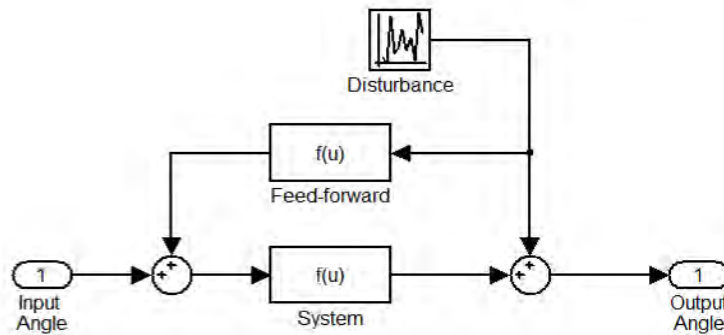 Disturbance
f(u)
Feed-forward
1
Input
Angle
+
+
f(u)
System
+
+
1
Output
Angle